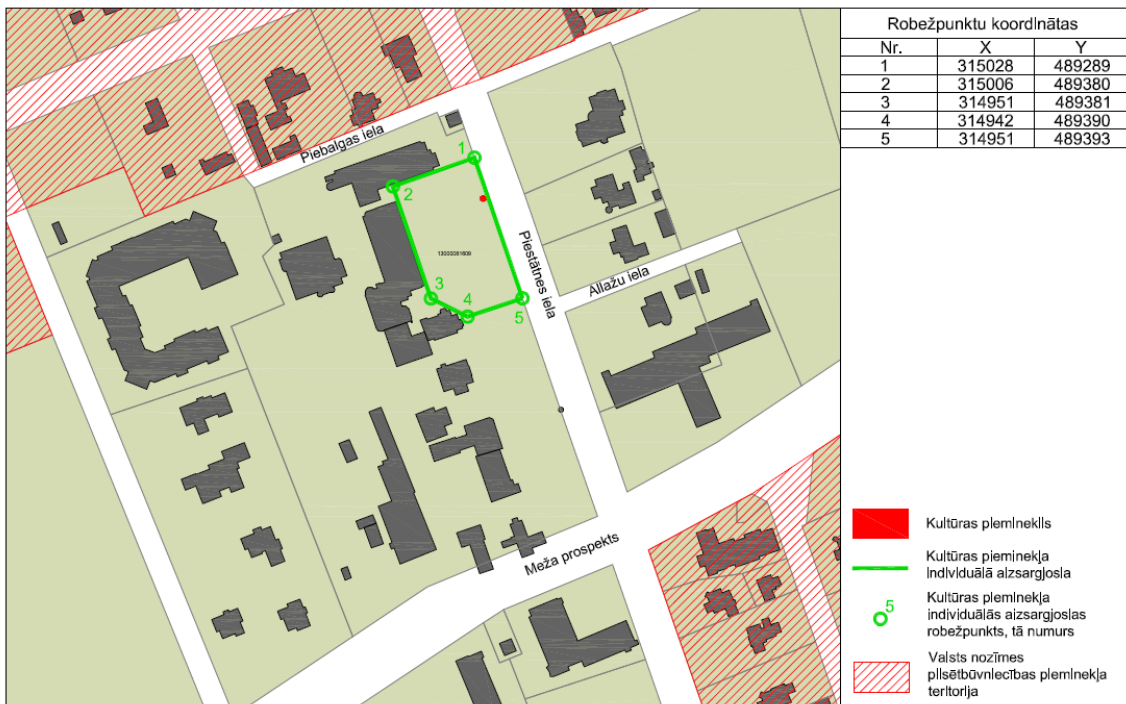 Robežpunktu koordinātas
Nr. X Y
1 315028 489289
2 315006 489380
3 314951 489381
4 314942 489390
5 314951 489393
Piebalgas iela
1
2
13000091609
Piestātnes iela
3
4
5
Allažu iela
Meža prospekts
Kultūras piemineklis
Kultūras pieminekļa
individuālā aizsargjosla
5
Kultūras pieminekļa
individuālās aizsargjoslas
robežpunkts, tā numurs
Valsts nozīmes
pilsētbūvniecības pieminekļa
teritorija